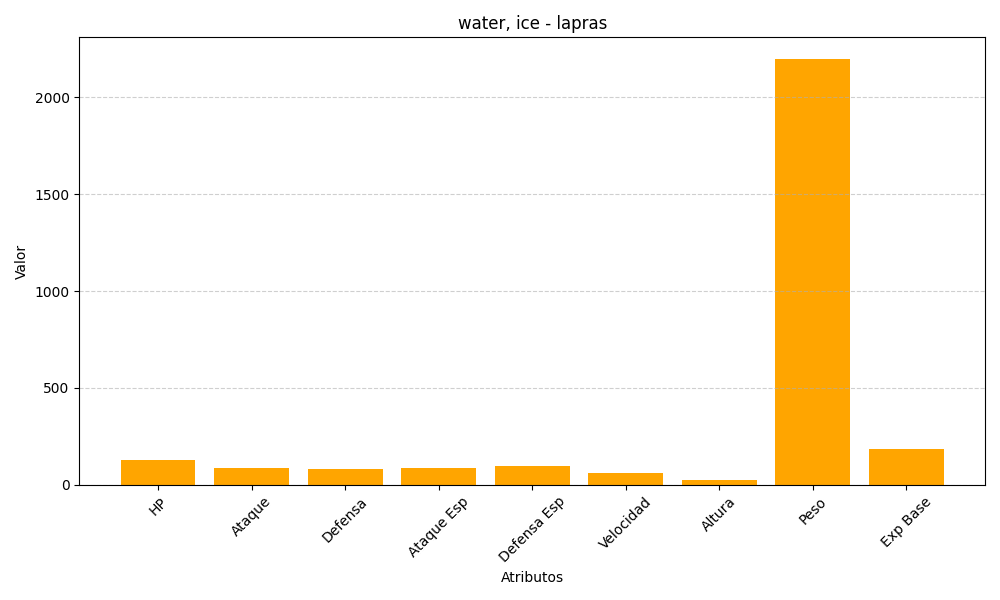 water, ice - lapras
Valor
2000
1500
1000
500
0
HP
Ataque
Defensa
Ataque Esp
Defensa Esp
Velocidad
Altura
Peso
Exp Base
Atributos